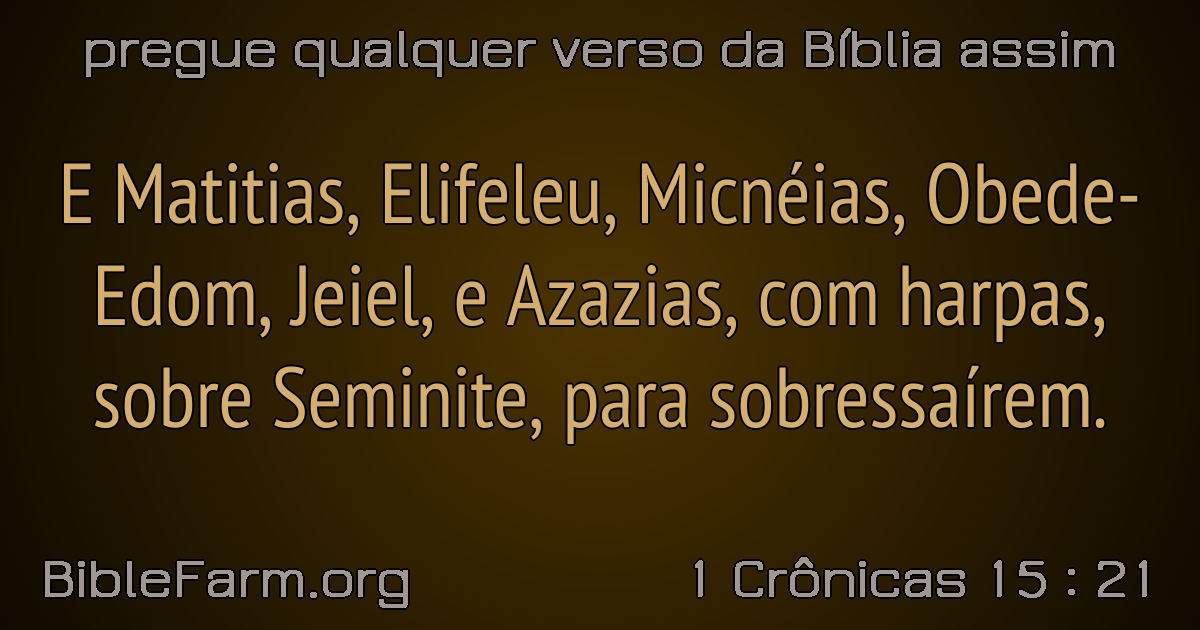 pregue qualquer verso da Bíblia assim
E Matitias, Elifeleu, Micnéias, Obede-
Edom, Jeiel, e Azazias, com harpas,
sobre Seminite, para sobressaírem.
BibleFarm.org
1 Crônicas 15 : 21